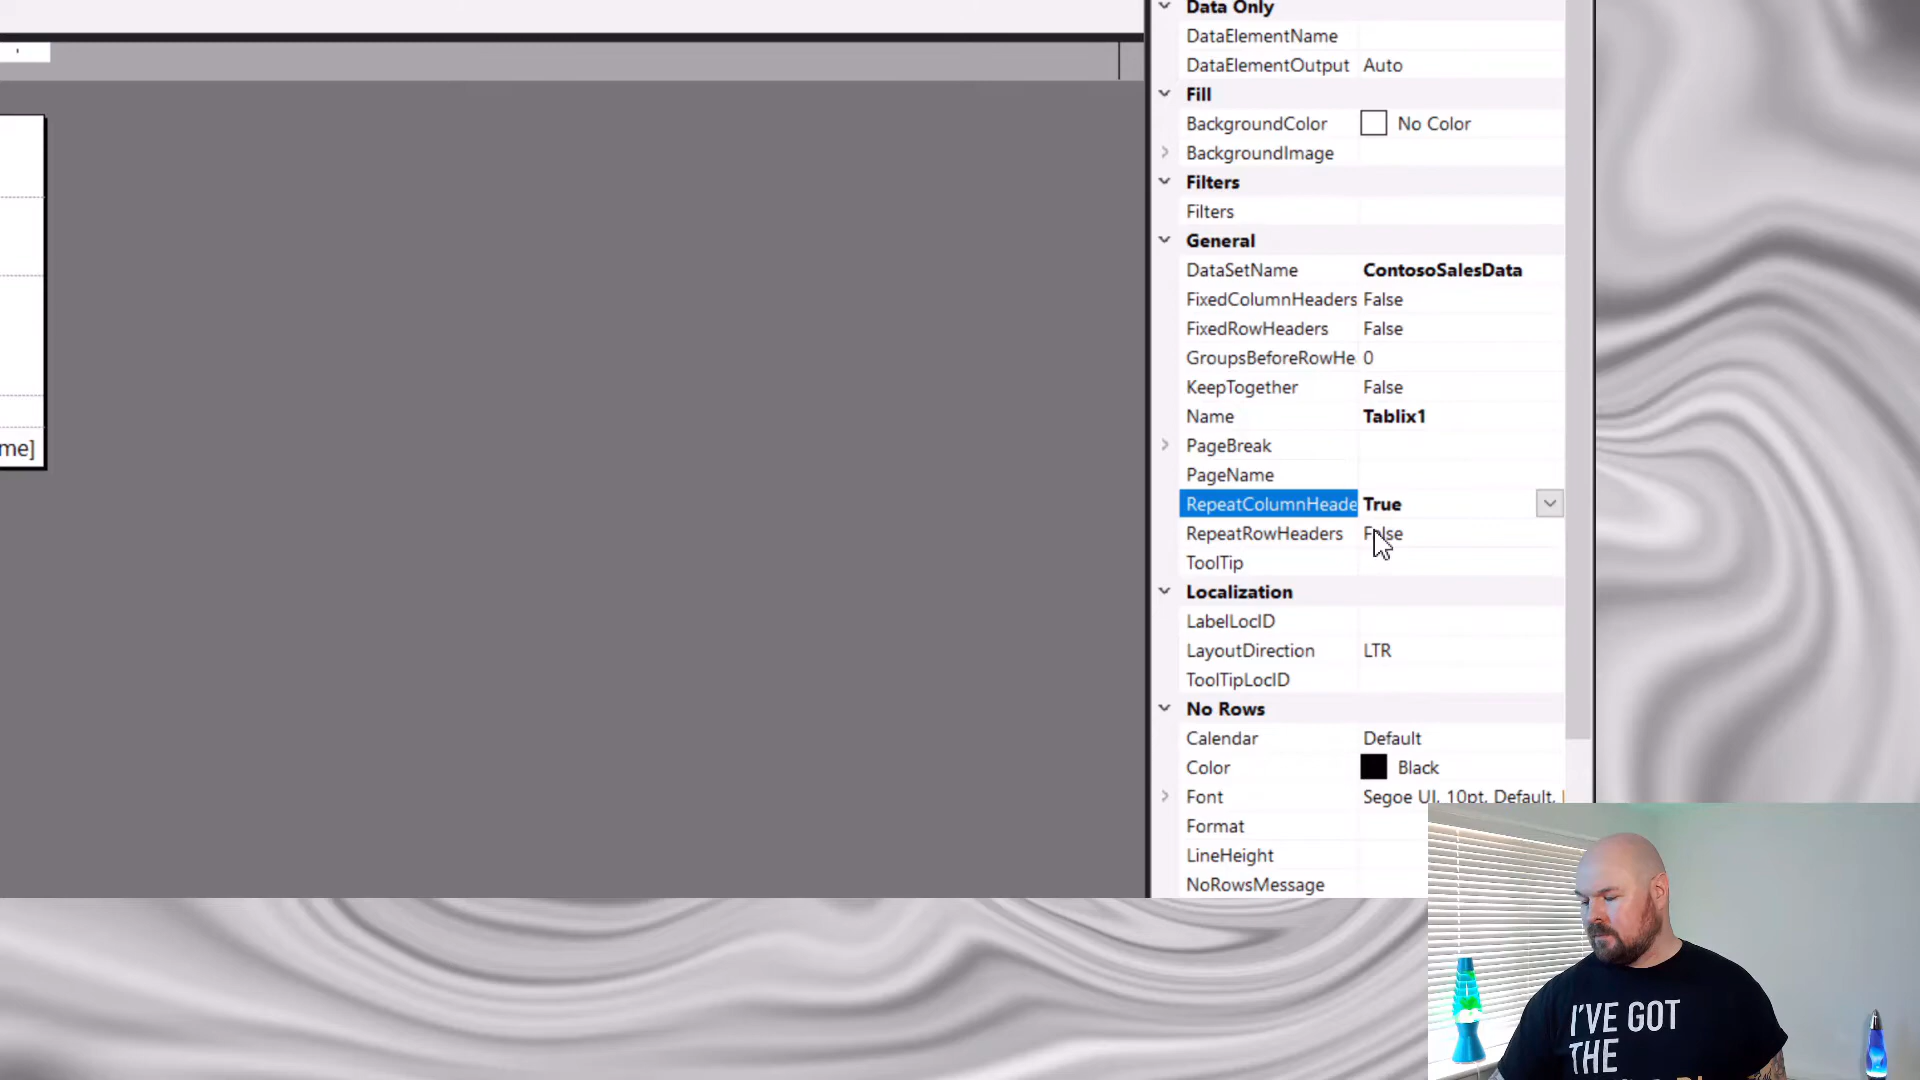 Data Only
DataElementName
DataElementOutput Auto
Fill
BackgroundColor No Color
BackgroundImage
Filters
Filters
General
DataSetName ContosoSalesData
FixedColumnHeaders False
FixedRowHeaders False
GroupsBeforeRowHe 0
KeepTogether False
me] Name Tablix1
PageBreak
PageName
RepeatColumnHeade True
RepeatRowHeaders False
ToolTip
Localization
LabelLocID
LayoutDirection LTR
ToolTipLocID
No Rows
Calendar Default
Color Black
Font Segoe UI, 10pt, Default,
Format
LineHeight
NoRowsMessage
I'VE GOT
THE